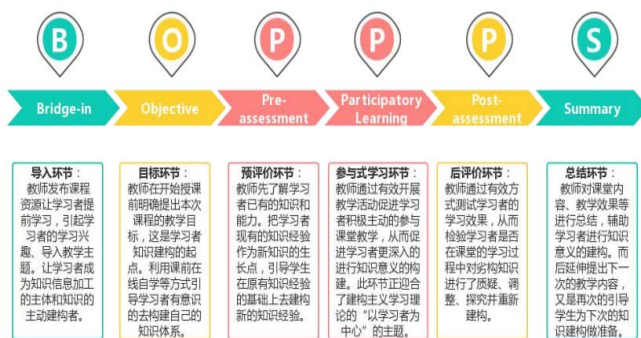 B
O
P
P
P
S
Bridge-in
Objective
Pre-
assessment
Participatory
Learning
Post-
assessment
Summary
导入环节：
教师发布课程
资源让学习者提
前学习，引起学
习者的学习兴
趣、导入教学主
题。让学习者成
为知识信息加工
的主体和知识的
主动建构者。
目标环节：
教师在开始授课
前明确提出本次
课程的教学目
标，这是学习者
知识建构的起
点。利用课前在
线自学等方式引
导学习者有意识
的去构建自己的
知识体系。
预评价环节：
教师先了解学习
者已有的知识和
能力。把学习者
现有的知识经验
作为新知识的生
长点，引导学生
在原有知识经验
的基础上去建构
新的知识经验。
参与式学习环节：
教师通过有效开展
教学活动促进学习
者积极主动的参与
课堂教学，从而促
进学习者更深入的
进行知识意义的构
建。此环节正迎合
了建构主义学习理
论的“以学习者为
中心”的主题。
后评价环节：
教师通过有效方
式测试学习者的
学习效果，从而
检验学习者是否
在课堂的学习过
程中对劣构知识
进行了质疑、调
整、探究并重新
建构。
总结环节：
教师对课堂内
容、教学效果等
进行总结，辅助
学习者进行知识
意义的建构。而
后延伸提出下一
次的教学内容，
又是再次的引导
学生为下次的知
识建构做准备。